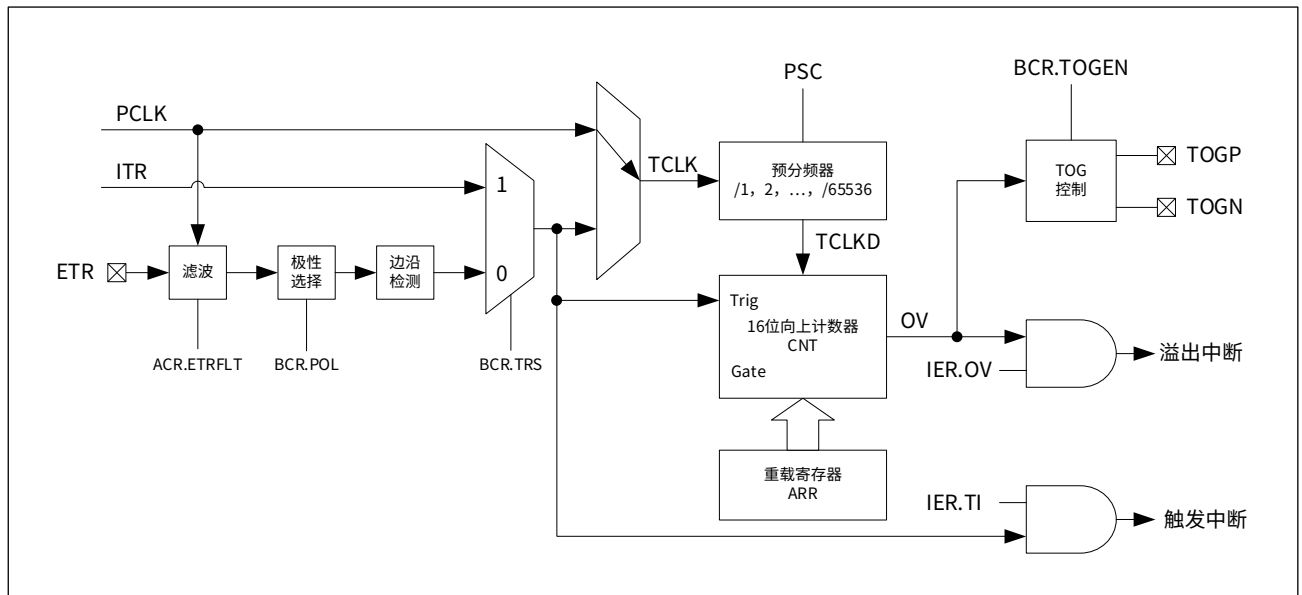 PSC
BCR.TOGEN
PCLK
ITR
1
TCLK
预分频器
/1，2，…，/65536
TOG
控制
TOGP
TOGN
ETR
滤波
极性
选择
边沿
检测
0
TCLKD
Trig
16位向上计数器
CNT
Gate
OV
IER.OV
溢出中断
ACR.ETRFLT
BCR.POL
BCR.TRS
重载寄存器
ARR
IER.TI
触发中断